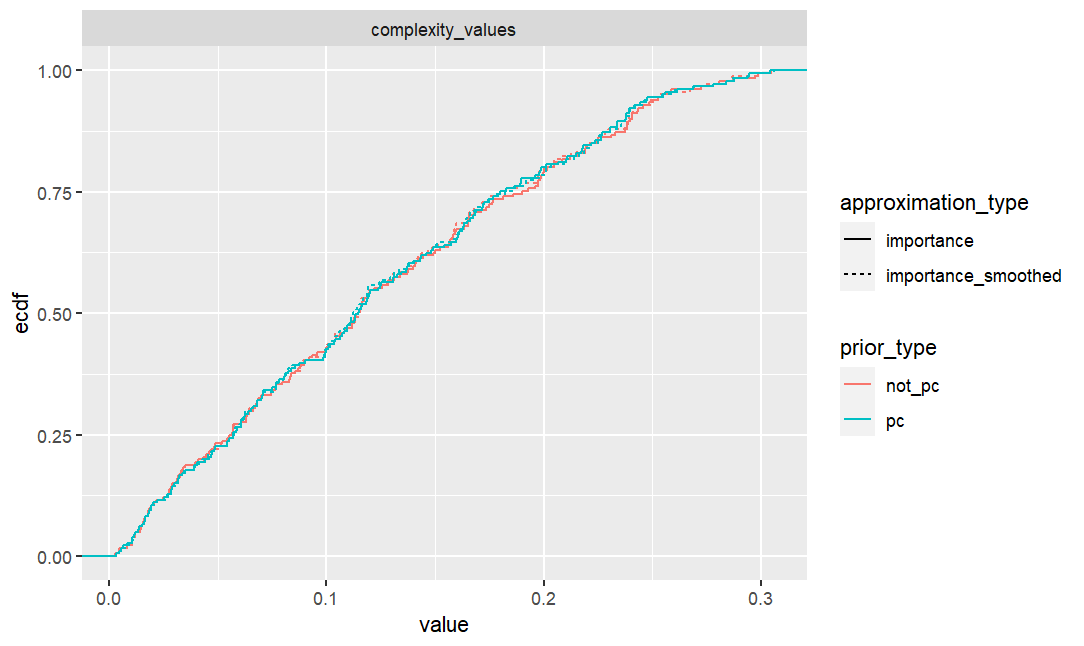 complexity_values
1.00
0.75
0.50
0.25
0.00
ecdf
0.0
0.1
0.2
0.3
value
approximation_type
importance
importance_smoothed
prior_type
not_pc
pc